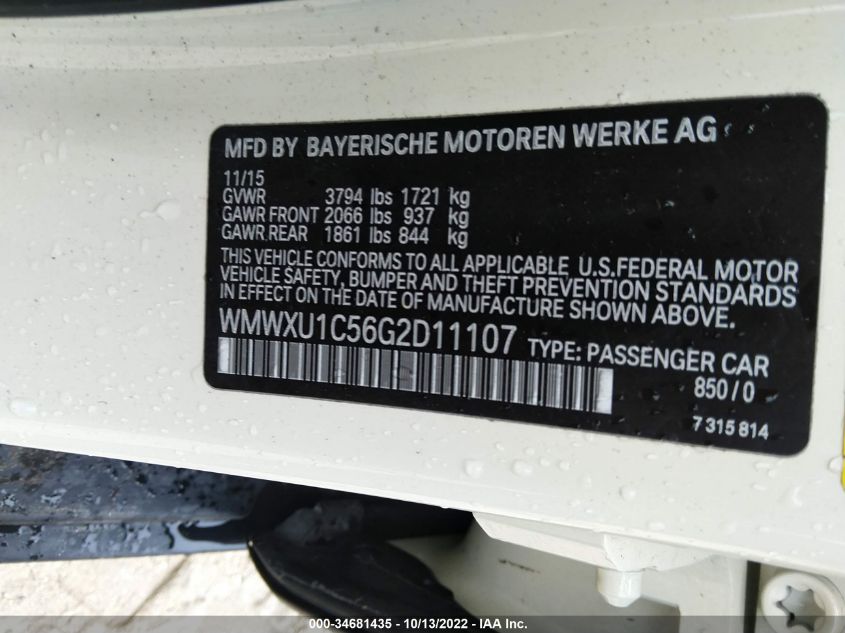 MFD BY BAYERISCHE MOTOREN WERKE AG
11/15
GVWR 3794 lbs 1721 kg
GAWR FRONT 2066 lbs 937 kg
GAWR REAR 1861 lbs 844 kg
THIS VEHICLE CONFORMS TO ALL APPLICABLE U.S.FEDERAL MOTOR
VEHICLE SAFETY, BUMPER AND THEFT PREVENTION STANDARDS
IN EFFECT ON THE DATE OF MANUFACTURE SHOWN ABOVE.
WMWXU1C56G2D11107 TYPE: PASSENGER CAR
850/0
7 315 814
000-34681435 - 10/13/2022 - IAA Inc.